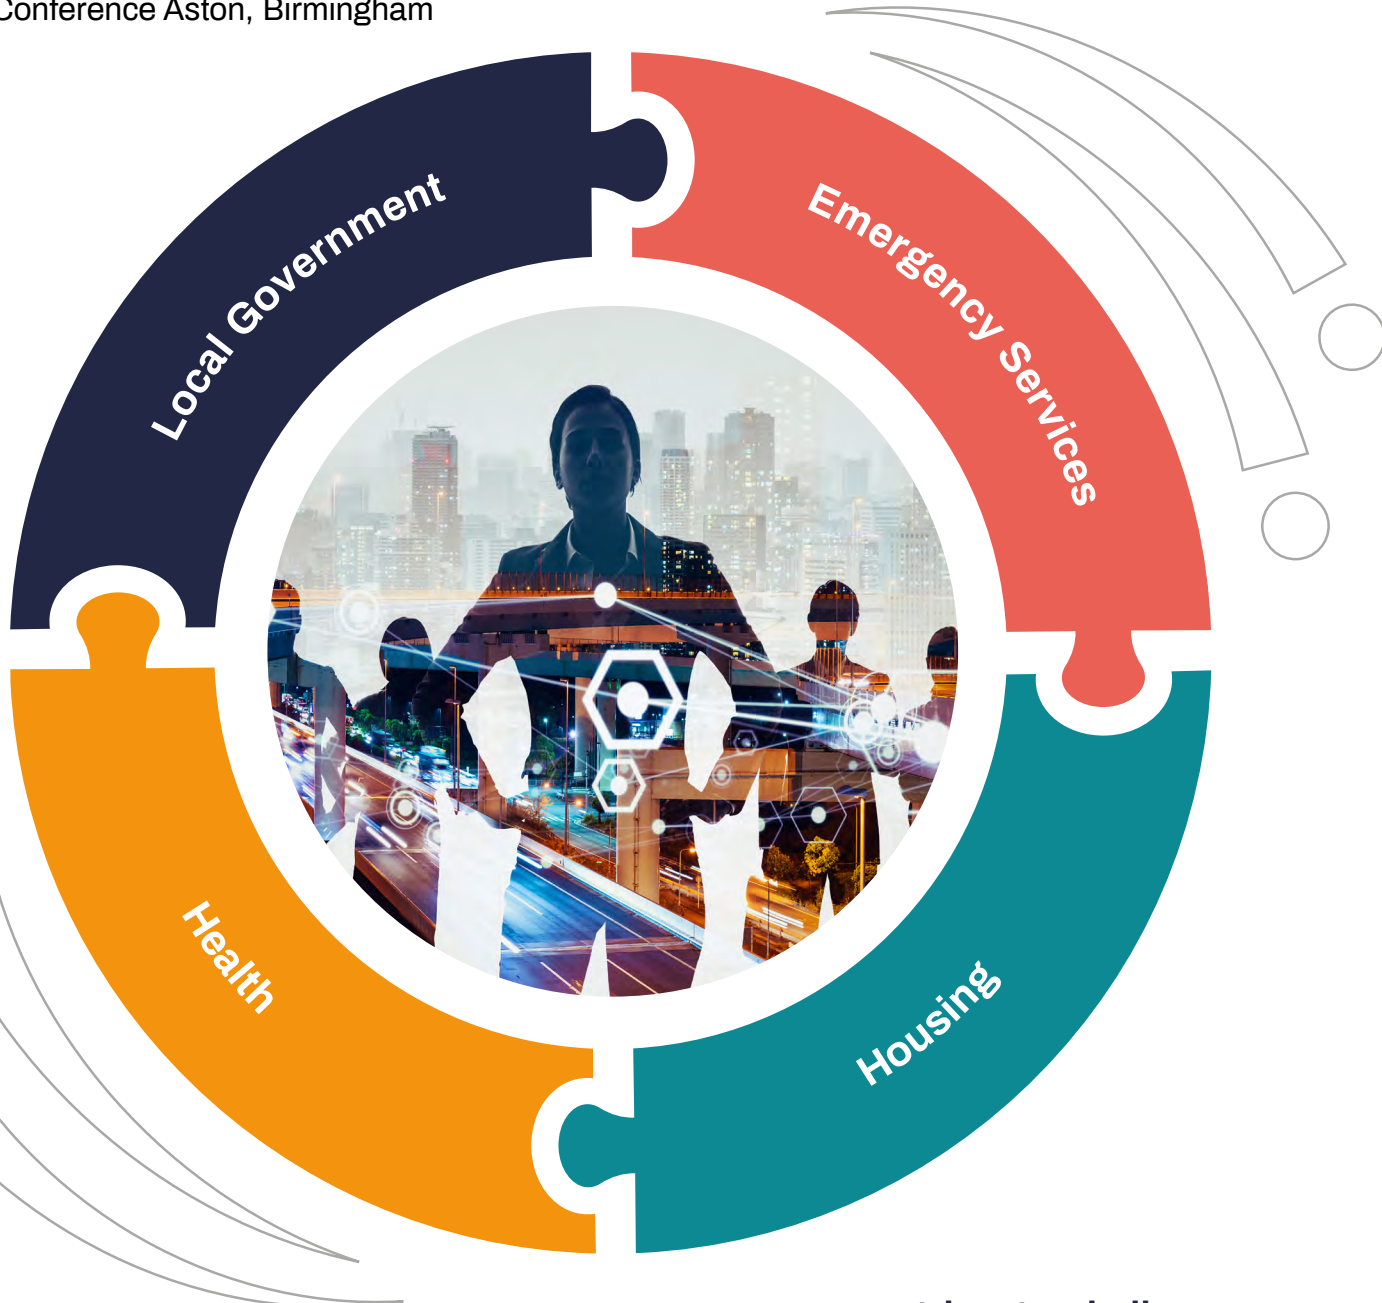 Conference Aston, Birmingham
Local Government
Emergency Services
Health
Housing